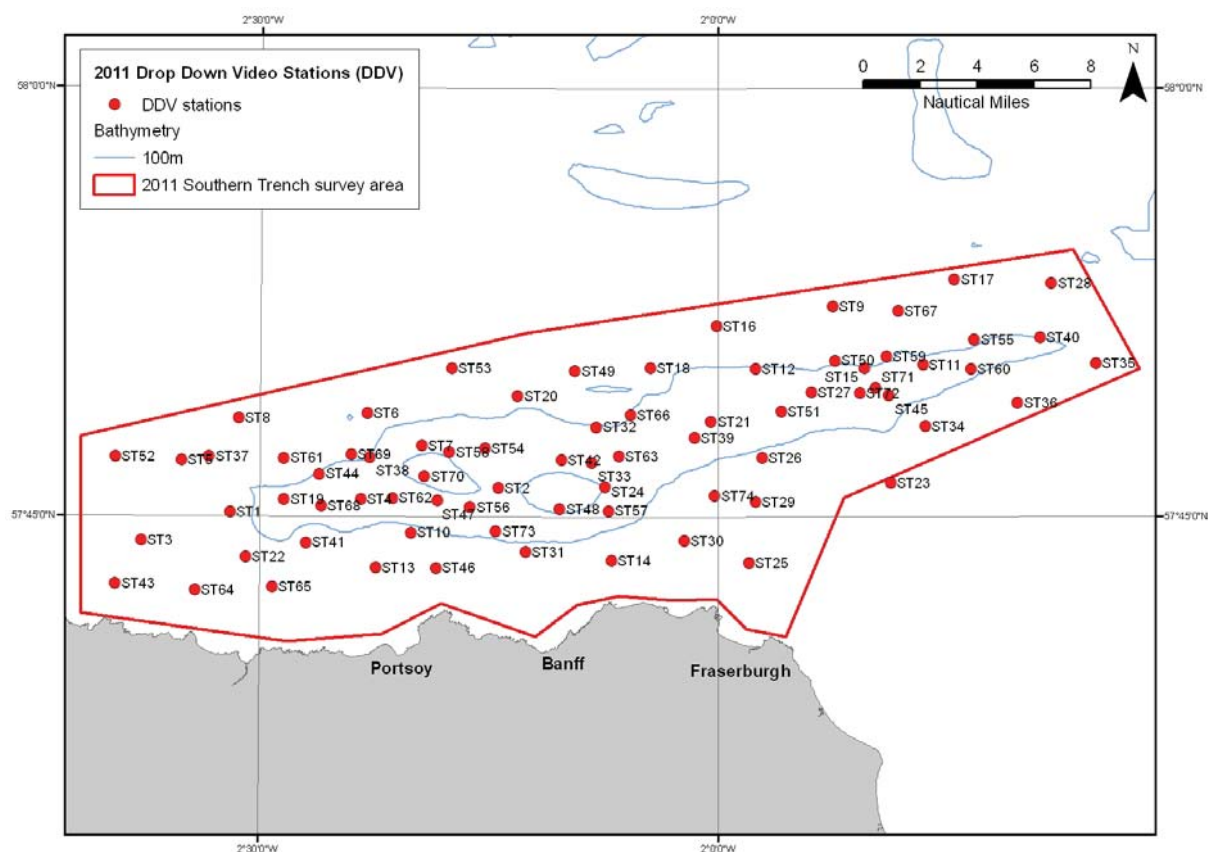 2°30'0"W
2°0'0"W
58°0'0"N
58°0'0"N
2011 Drop Down Video Stations (DDV)
DDV stations
Bathymetry
100m
2011 Southern Trench survey area
0 2 4 6 8
Nautical Miles
N
ST17
ST28
ST9
ST67
ST16
ST55
ST40
ST59
ST50
ST11
ST35
ST53
ST49
ST18
ST12
ST15
ST60
ST71
ST27
ST72
ST45
ST20
ST36
ST51
ST6
ST8
ST66
ST21
ST32
ST34
ST39
ST7
ST54
ST58
ST69
ST38
ST52
ST5
ST37
ST61
ST42
ST33
ST63
ST26
ST44
ST70
ST2
ST24
ST23
ST19
ST68
ST4
ST62
ST47
ST56
ST48
ST57
ST74
ST29
57°45'0"N
57°45'0"N
ST1
ST3
ST22
ST41
ST10
ST73
ST31
ST30
ST14
ST25
ST13
ST46
ST43
ST64
ST65
Portsoy
Banff
Fraserburgh
2°30'0"W
2°0'0"W